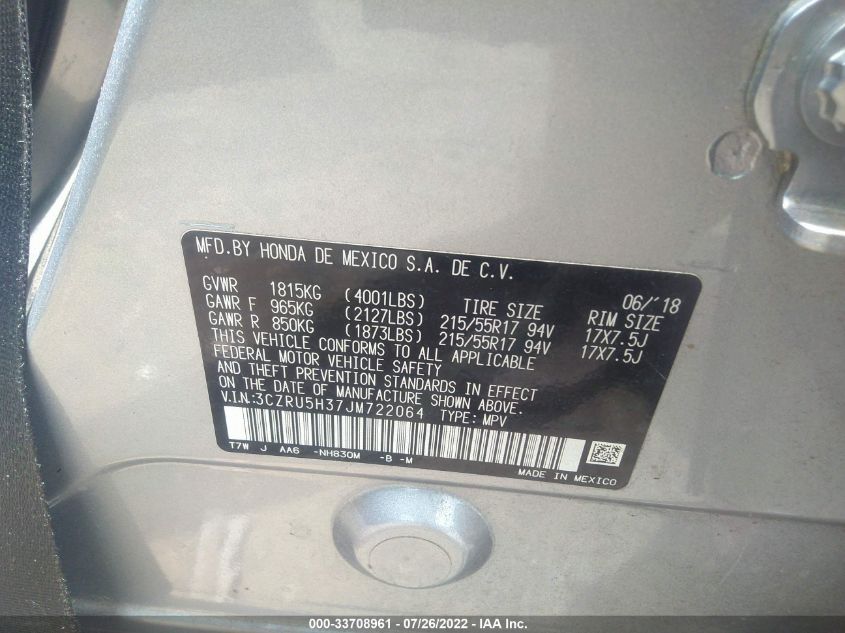 MFD.BY HONDA DE MEXICO S.A. DE C.V.
GVWR 1815KG (4001LBS) TIRE SIZE 06/'18 RIM SIZE
GAWR F 965KG (2127LBS) 215/55R17 94V 17X7.5J
GAWR R 850KG (1873LBS) 215/55R17 94V 17X7.5J
THIS VEHICLE CONFORMS TO ALL APPLICABLE
FEDERAL MOTOR VEHICLE SAFETY
AND THEFT PREVENTION STANDARDS IN EFFECT
ON THE DATE OF MANUFACTURE SHOWN ABOVE.
V.I.N:3CZRU5H37JM722064 TYPE: MPV
T7W J AA6 -NH830M -B -M
MADE IN MEXICO
000-33708961 - 07/26/2022 - IAA Inc.